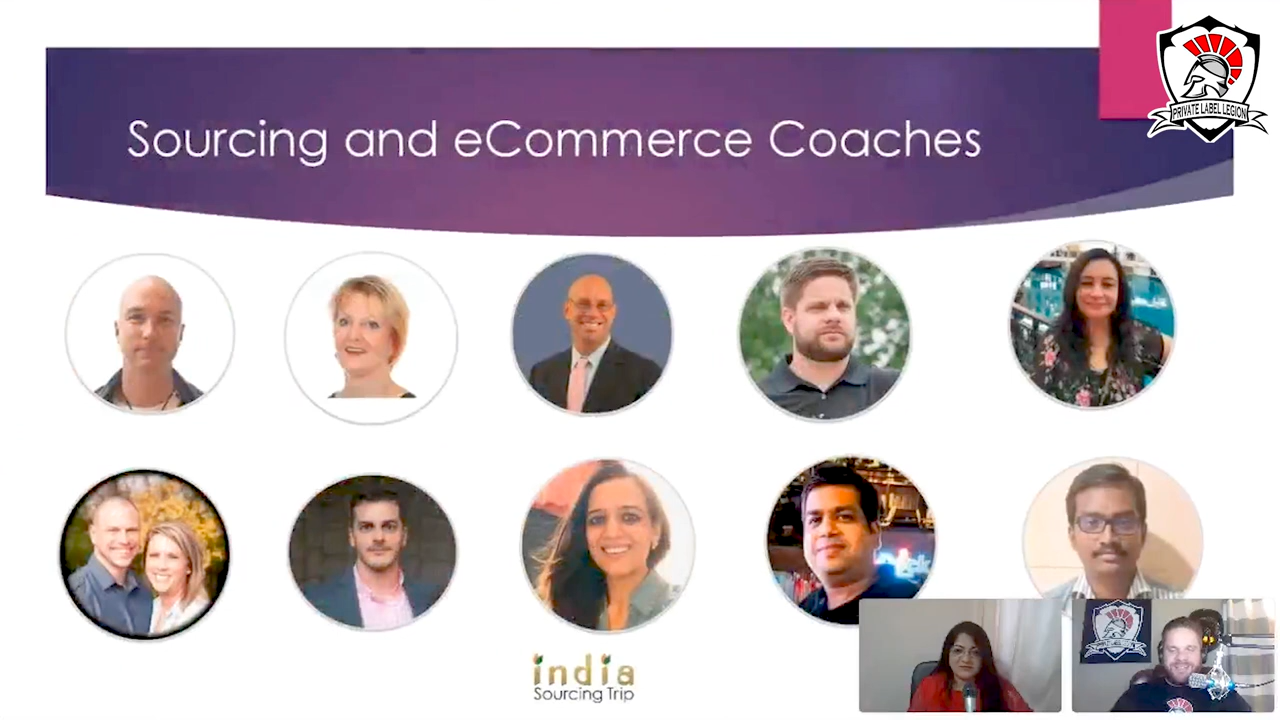 Sourcing and eCommerce Coaches
PRIVATE LABEL LEGION
india
Sourcing Trip